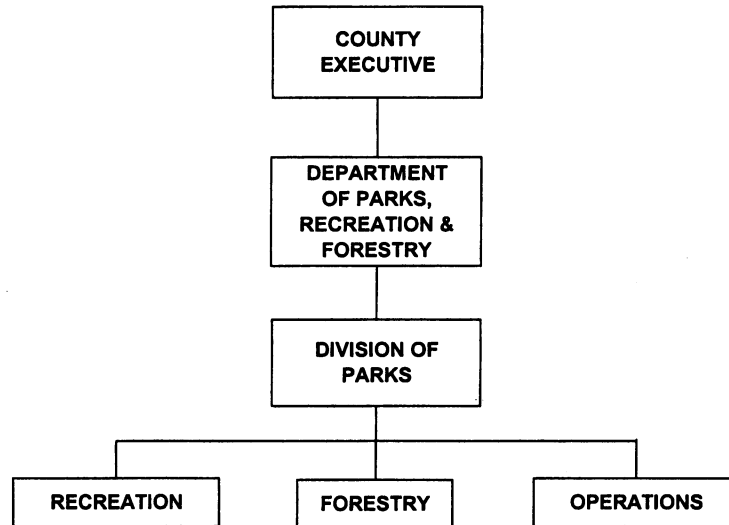 COUNTY
EXECUTIVE
DEPARTMENT
OF PARKS,
RECREATION &
FORESTRY
DIVISION OF
PARKS
RECREATION
FORESTRY
OPERATIONS